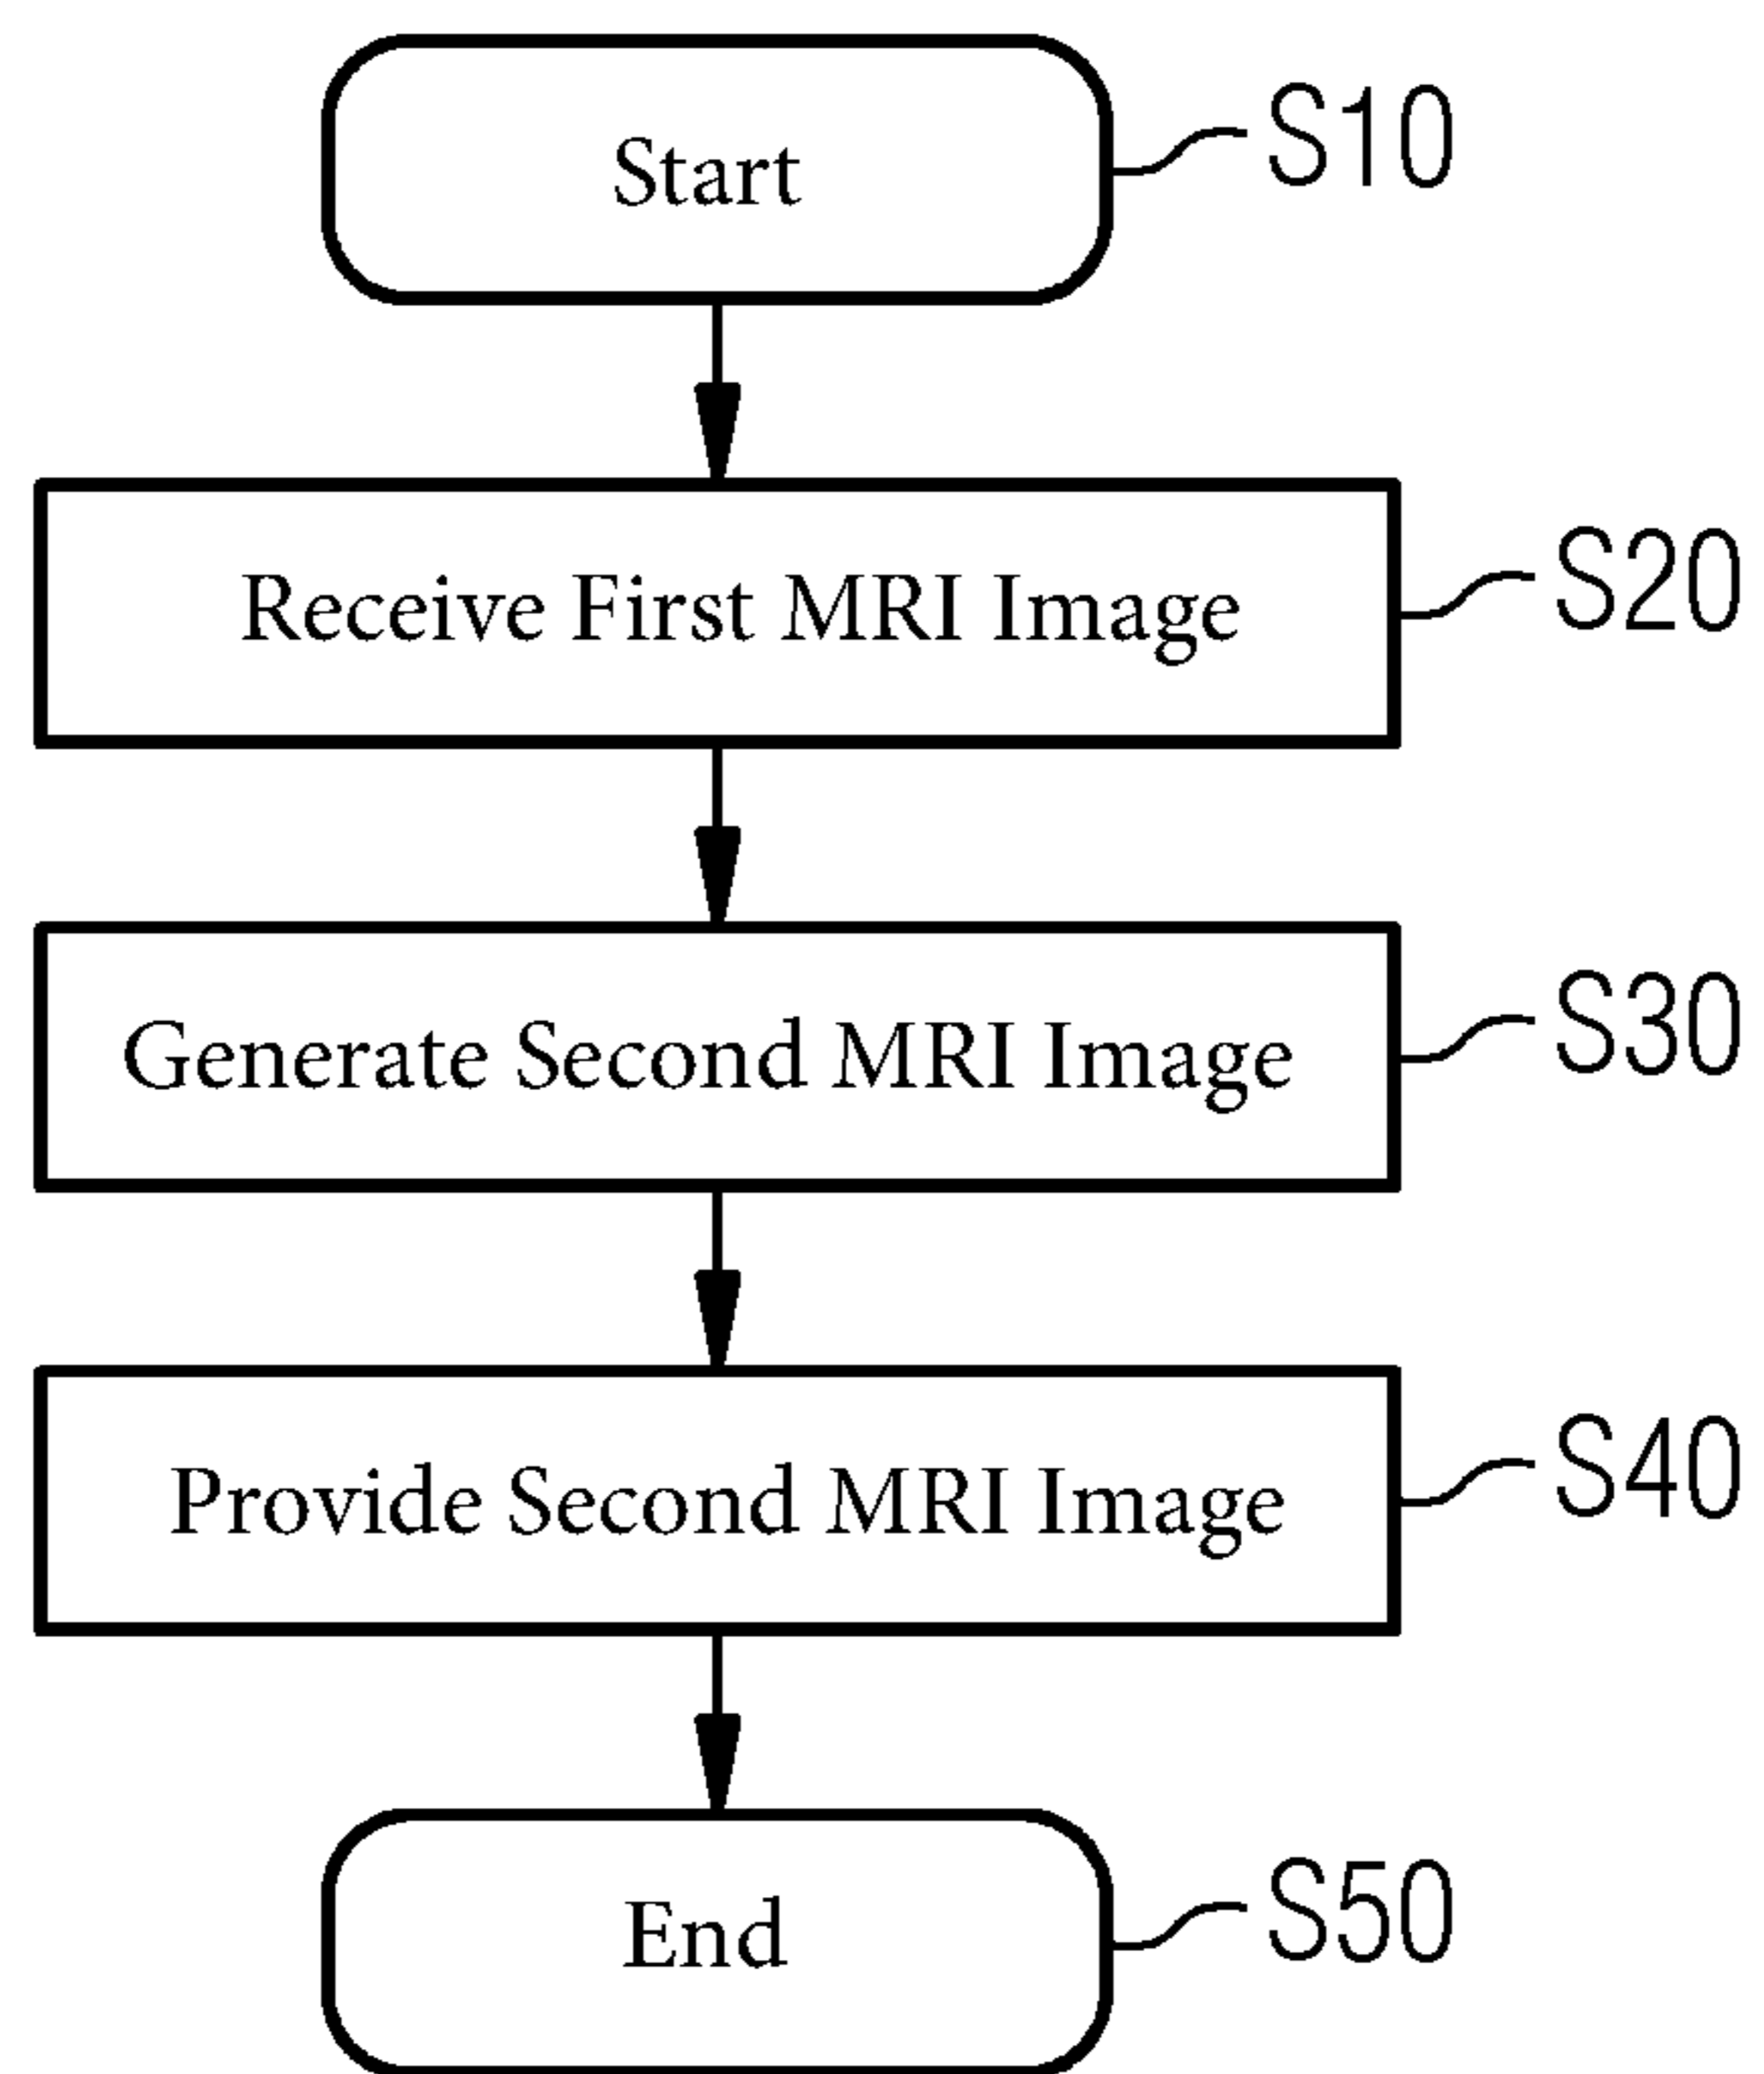 Start
S10
Receive First MRI Image
S20
Generate Second MRI Image
S30
Provide Second MRI Image
S40
End
S50